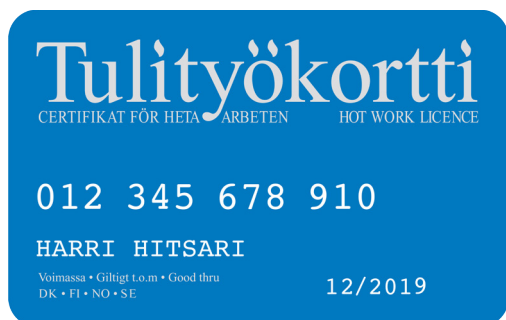 Tulityökortti
CERTIFIKAT FÖR HETA ARBETEN HOT WORK LICENCE
012 345 678 910
HARRI HITSARI
Voimassa • Giltigt t.o.m • Good thru
DK • FI • NO • SE
12/2019